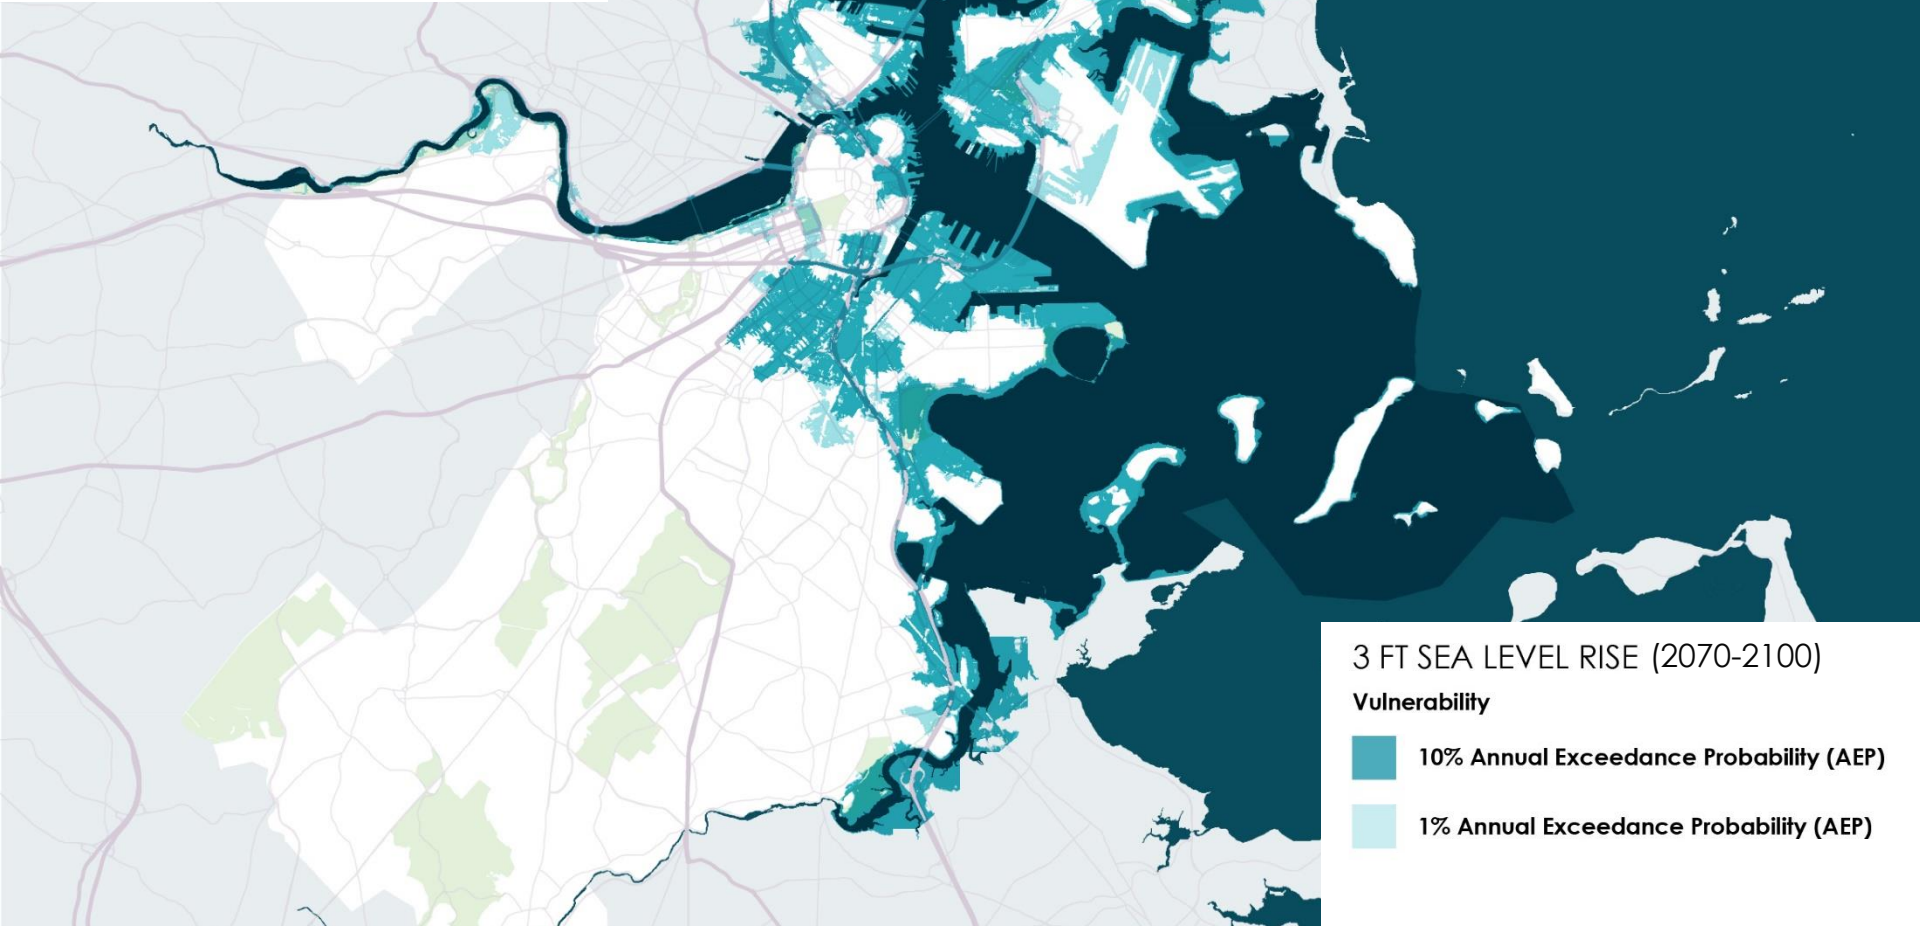 3 FT SEA LEVEL RISE (2070-2100)
Vulnerability
10% Annual Exceedance Probability (AEP)
1% Annual Exceedance Probability (AEP)